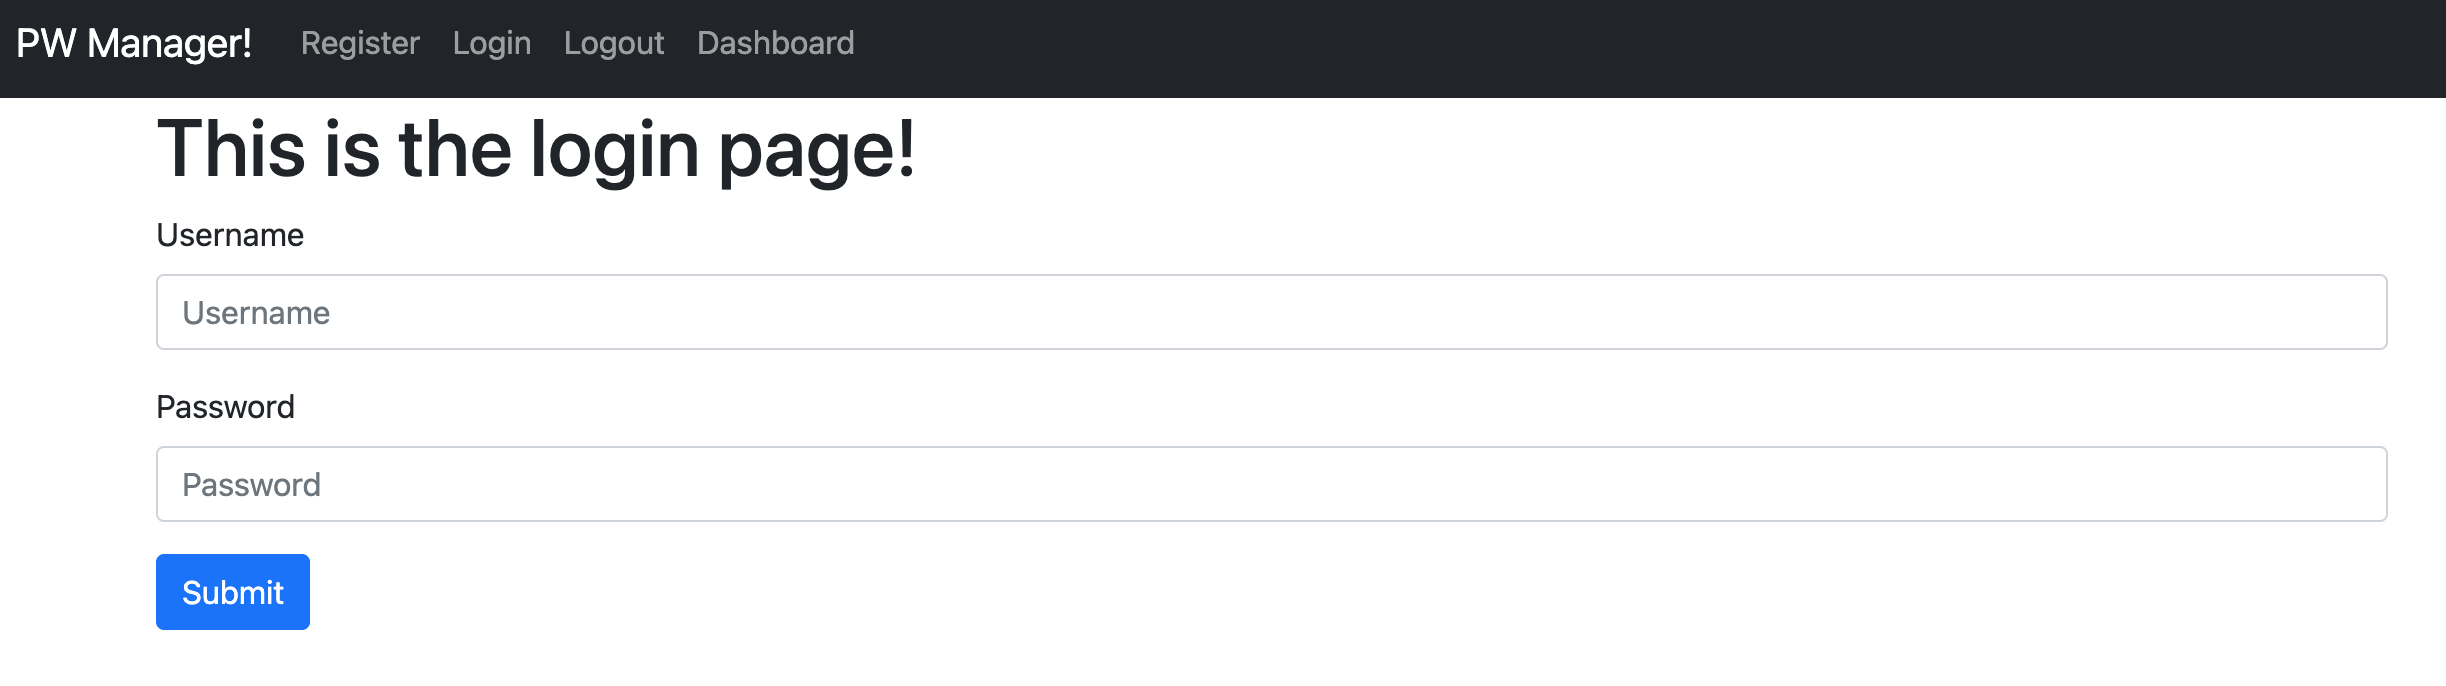 PW Manager! Register Login Logout Dashboard
This is the login page!
Username
Username
Password
Password
Submit